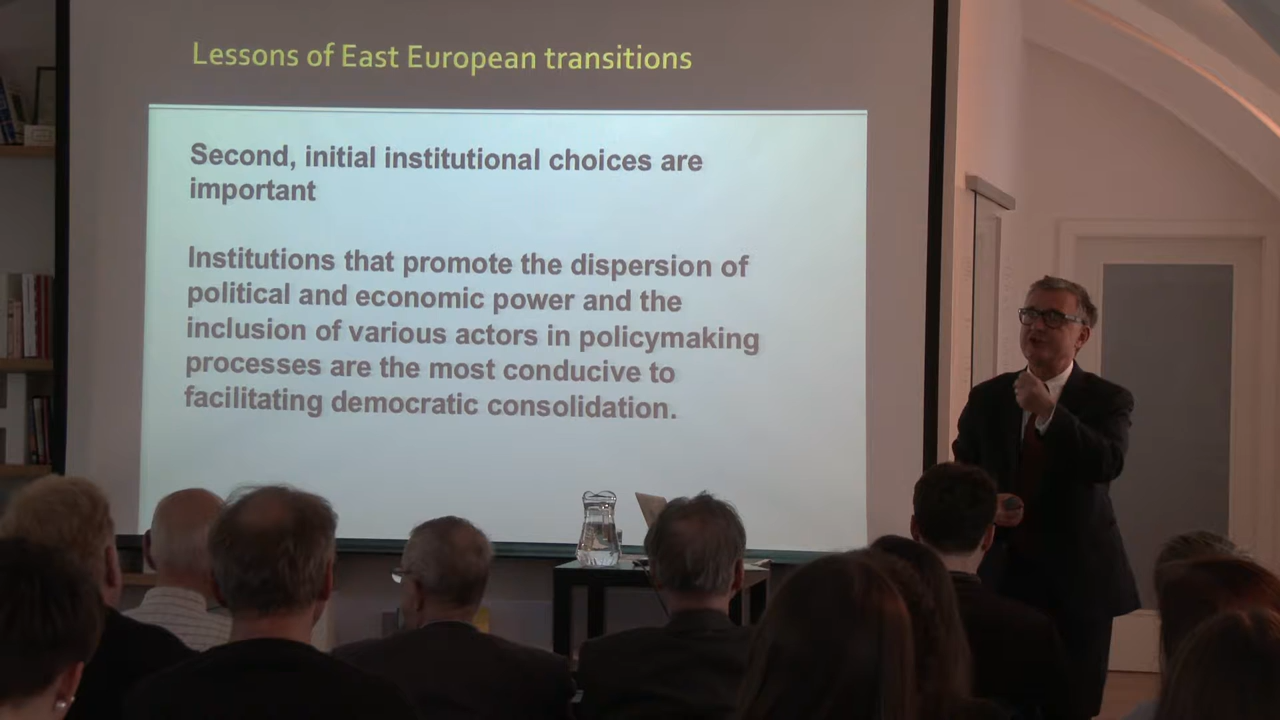 Lessons of East European transitions
Second, initial institutional choices are
important
Institutions that promote the dispersion of
political and economic power and the
inclusion of various actors in policymaking
processes are the most conducive to
facilitating democratic consolidation.